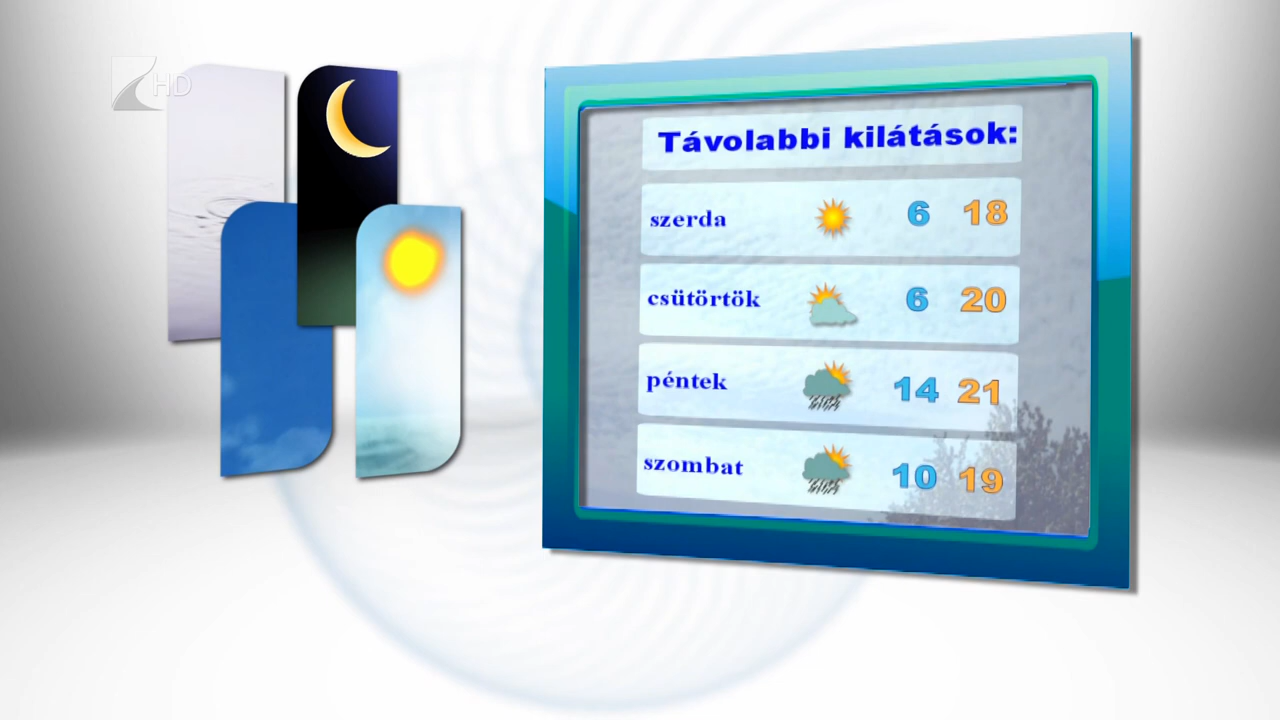 HD
Távolabbi kilátások:
szerda 6 18
csütörtök 6 20
péntek 14 21
szombat 10 19